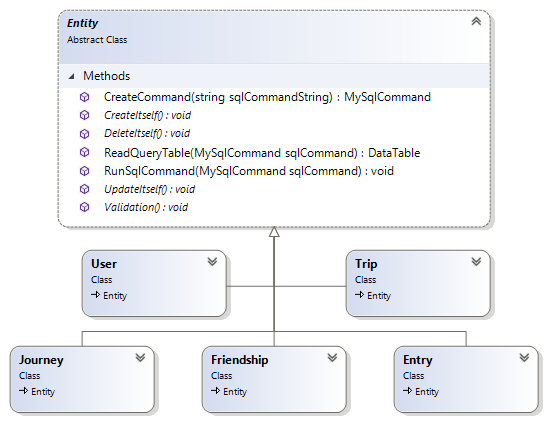 Entity
Abstract Class
Methods
CreateCommand(string sqlCommandString) : MySqlCommand
CreateItself() : void
DeleteItself() : void
ReadQueryTable(MySqlCommand sqlCommand) : DataTable
RunSqlCommand(MySqlCommand sqlCommand) : void
UpdateItself() : void
Validation() : void
User
Class
Entity
Trip
Class
Entity
Journey
Class
Entity
Friendship
Class
Entity
Entry
Class
Entity